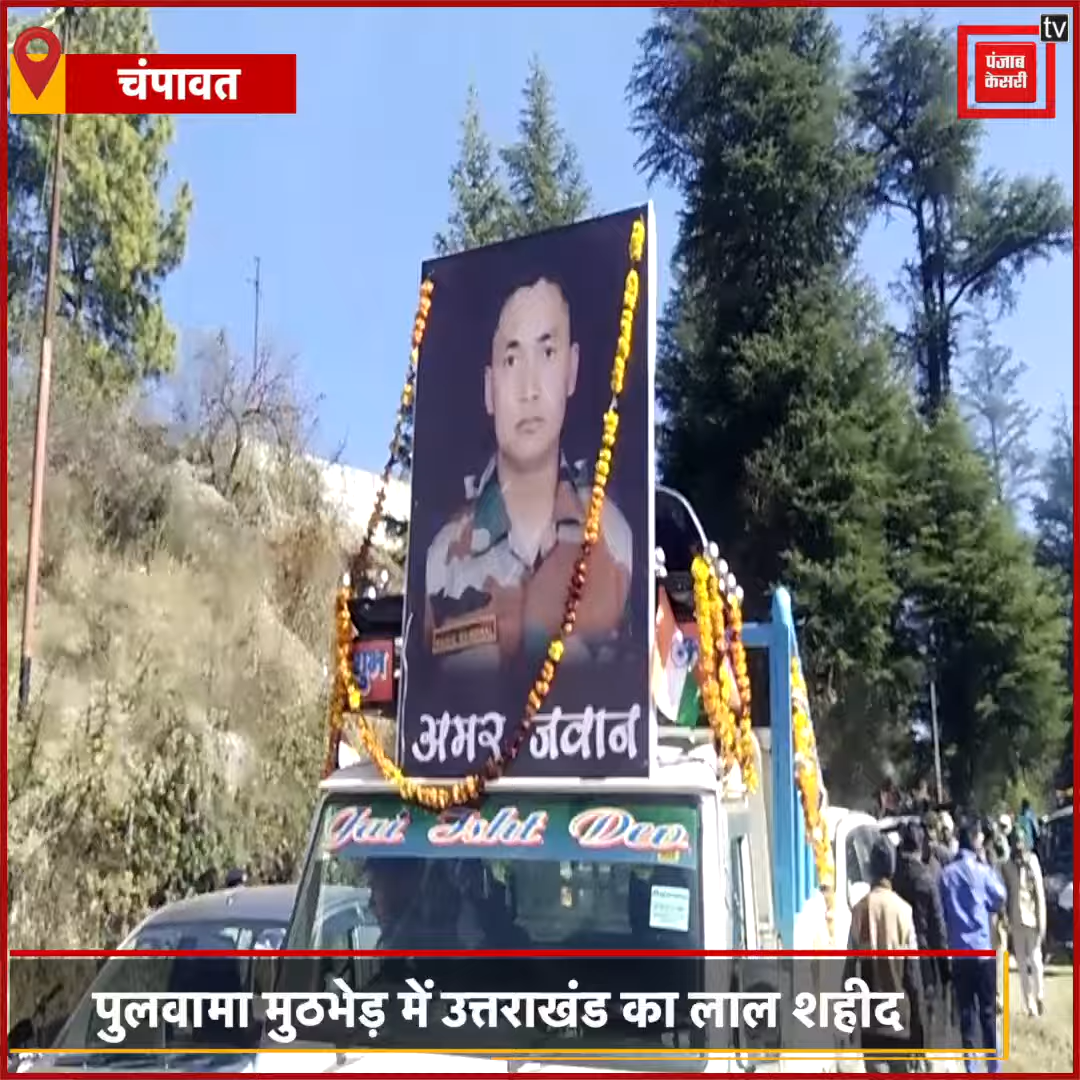 चंपावत
पंजाब
केसरी
tv
शुभ
अमर जवान
Jai Isht Dev
पुलवामा मुठभेड़ में उत्तराखंड का लाल शहीद